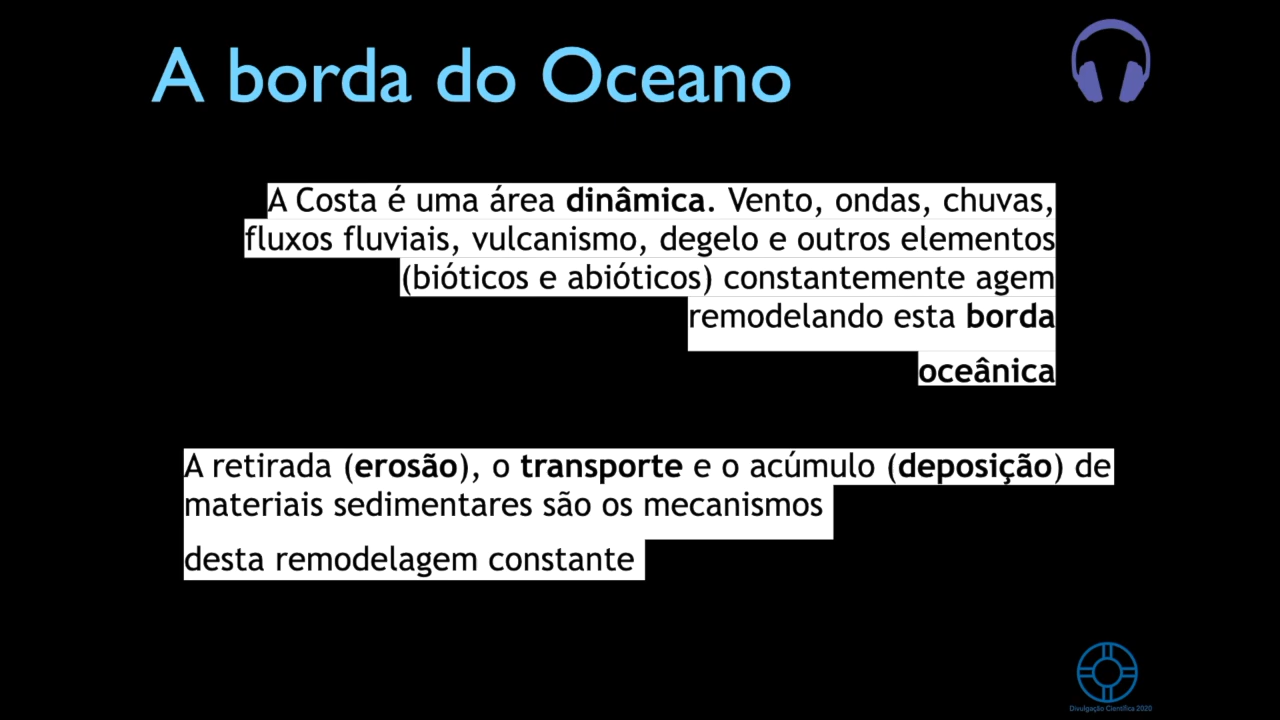 A borda do Oceano
A Costa é uma área dinâmica. Vento, ondas, chuvas,
fluxos fluviais, vulcanismo, degelo e outros elementos
(bióticos e abióticos) constantemente agem
remodelando esta borda
oceânica
A retirada (erosão), o transporte e o acúmulo (deposição) de
materiais sedimentares são os mecanismos
desta remodelagem constante
Divulgação Científica 2020